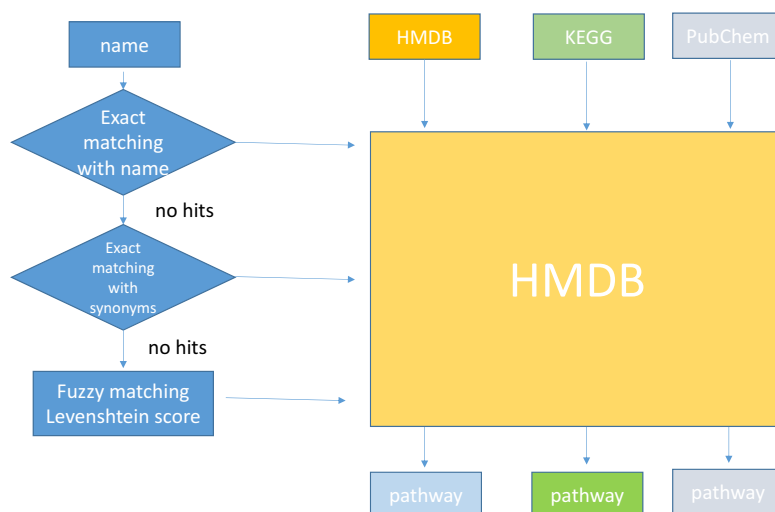 name
HMDB
KEGG
PubChem
Exact
matching
with name
no hits
Exact
matching
with
synonyms
HMDB
no hits
Fuzzy matching
Levenshtein score
pathway
pathway
pathway